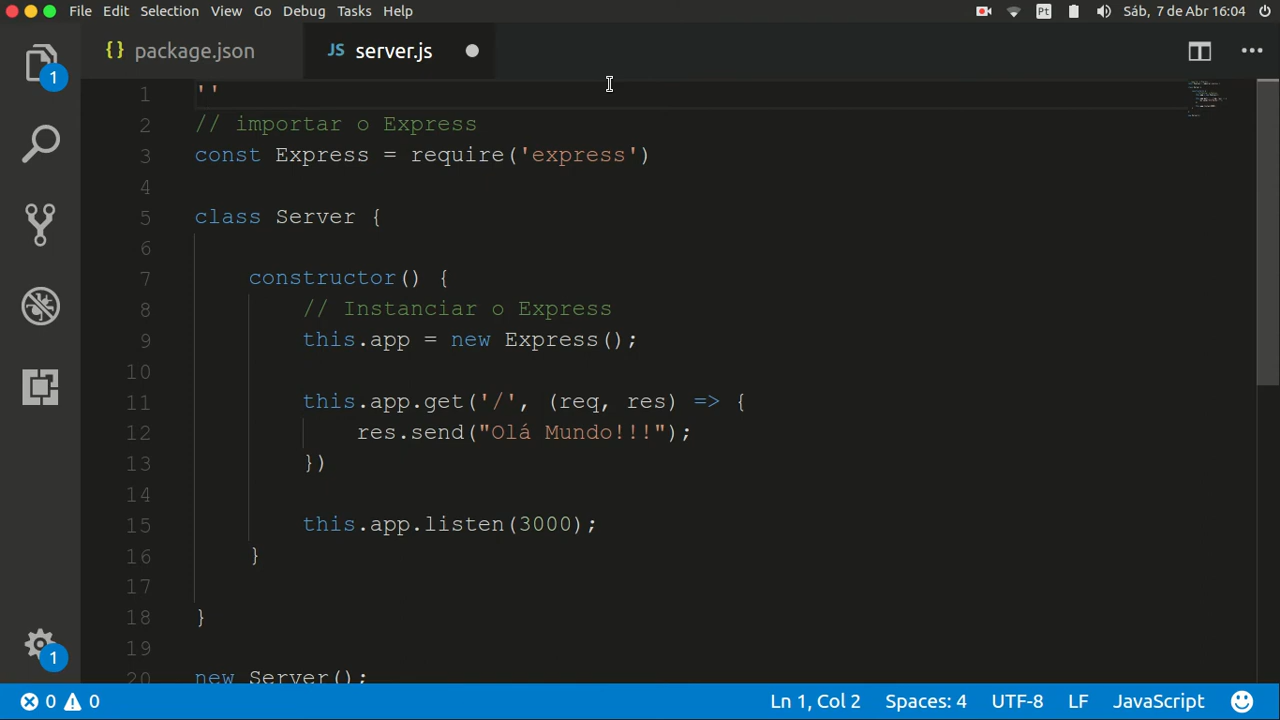 File Edit Selection View Go Debug Tasks Help Pt Sáb, 7 de Abr 16:04
1 {} package.json JS server.js
1 ''
2 // importar o Express
3 const Express = require('express')
4
5 class Server {
6
7 constructor() {
8 // Instanciar o Express
9 this.app = new Express();
10
11 this.app.get('/', (req, res) => {
12 res.send("Olá Mundo!!!");
13 })
14
15 this.app.listen(3000);
16 }
17
18 }
19
20 new Server();
1
0 0 Ln 1, Col 2 Spaces: 4 UTF-8 LF JavaScript